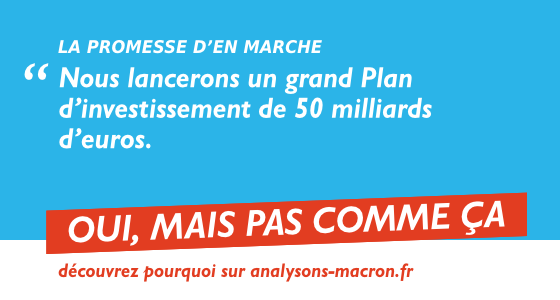 LA PROMESSE D’EN MARCHE
“ Nous lancerons un grand Plan
d’investissement de 50 milliards
d’euros.
OUI, MAIS PAS COMME ÇA
découvrez pourquoi sur analysons-macron.fr